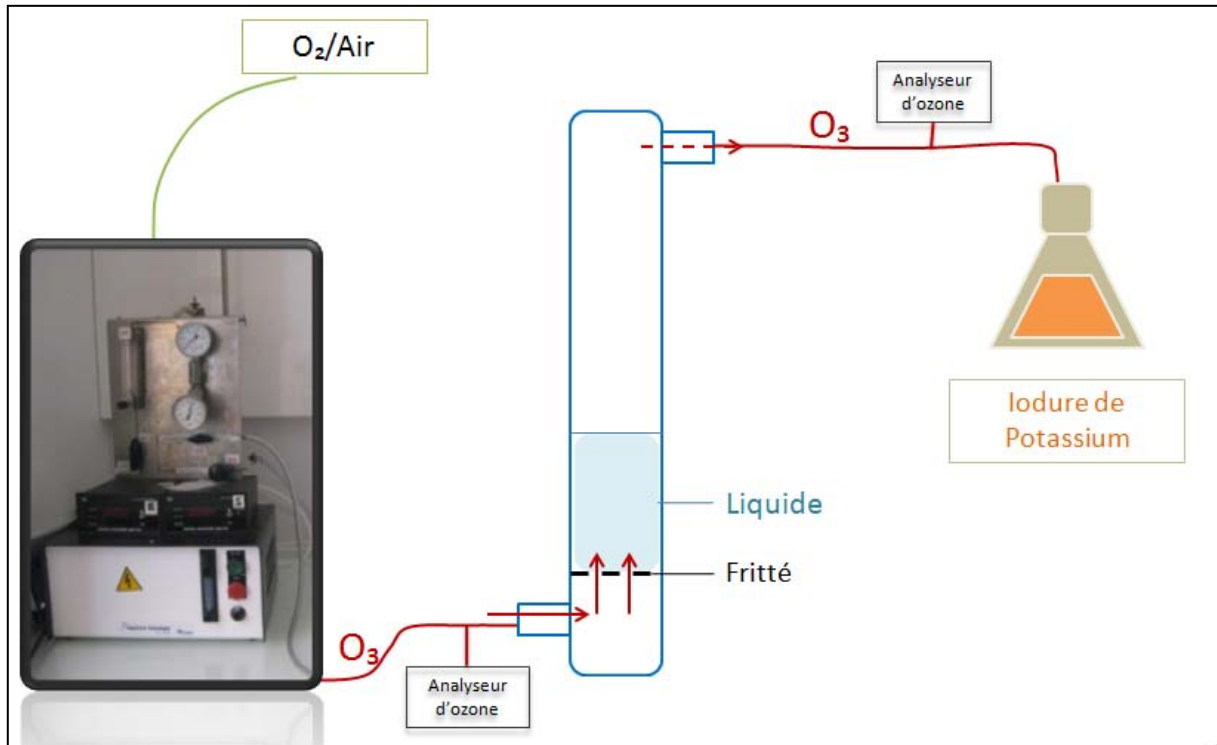 O₂/Air
Analyseur
d'ozone
O₃
Iodure de
Potassium
Liquide
Fritté
O₃
Analyseur
d'ozone